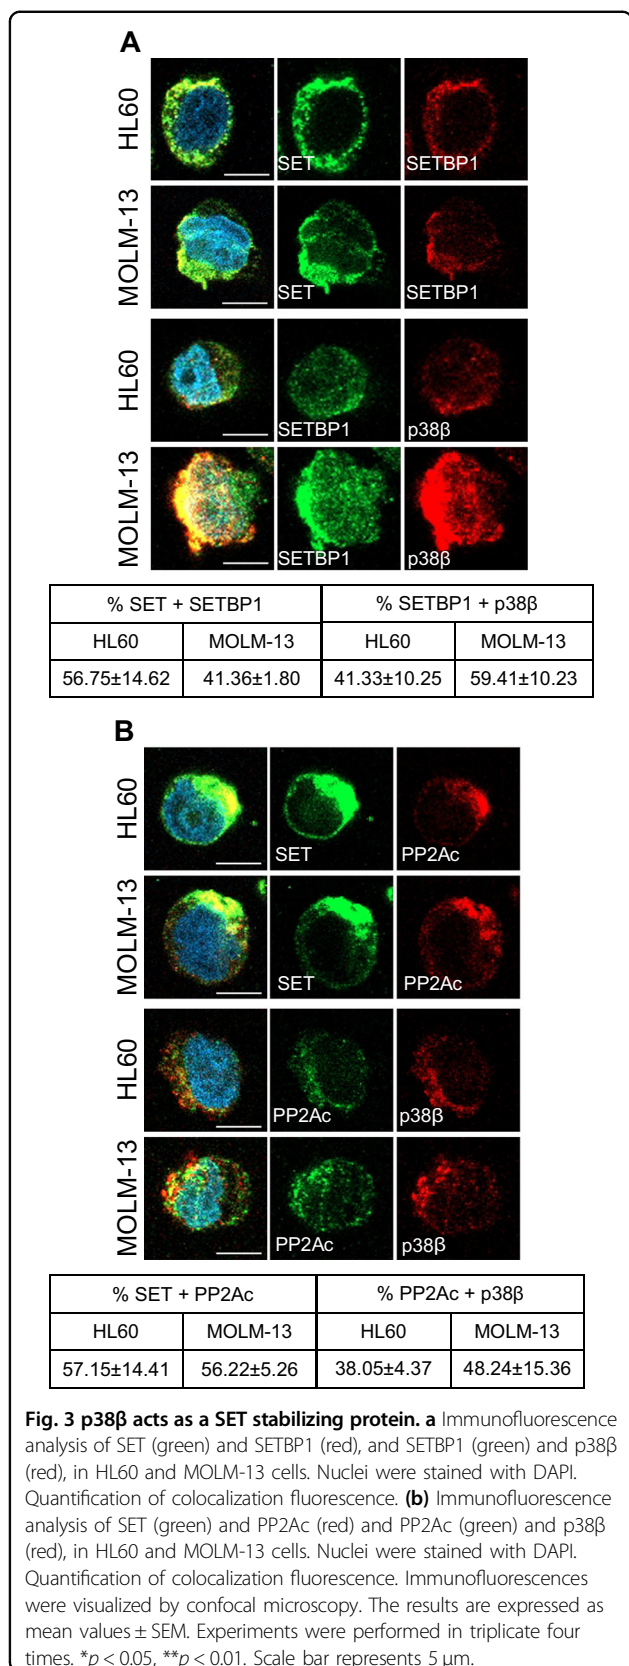 A
HL60
SET
SETBP1
MOLM-13
SET
SETBP1
HL60
SETBP1
p38β
MOLM-13
SETBP1
p38β
% SET + SETBP1 % SETBP1 + p38β
HL60 MOLM-13 HL60 MOLM-13
56.75±14.62 41.36±1.80 41.33±10.25 59.41±10.23
B
HL60
SET
PP2Ac
MOLM-13
SET
PP2Ac
HL60
PP2Ac
p38β
MOLM-13
PP2Ac
p38β
% SET + PP2Ac % PP2Ac + p38β
HL60 MOLM-13 HL60 MOLM-13
57.15±14.41 56.22±5.26 38.05±4.37 48.24±15.36
Fig. 3 p38β acts as a SET stabilizing protein. a Immunofluorescence
analysis of SET (green) and SETBP1 (red), and SETBP1 (green) and p38β
(red), in HL60 and MOLM-13 cells. Nuclei were stained with DAPI.
Quantification of colocalization fluorescence. (b) Immunofluorescence
analysis of SET (green) and PP2Ac (red) and PP2Ac (green) and p38β
(red), in HL60 and MOLM-13 cells. Nuclei were stained with DAPI.
Quantification of colocalization fluorescence. Immunofluorescences
were visualized by confocal microscopy. The results are expressed as
mean values ± SEM. Experiments were performed in triplicate four
times. *p < 0.05, **p < 0.01. Scale bar represents 5 μm.